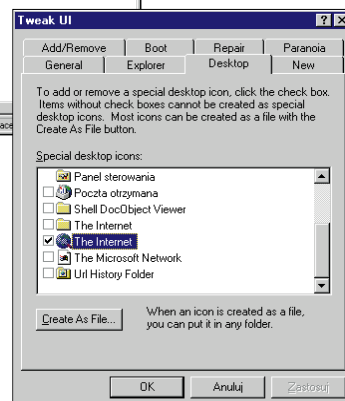 Tweak UI
Add/Remove Boot Repair Paranoia
General Explorer Desktop New
To add or remove a special desktop icon, click the check box.
Items without check boxes cannot be created as special
desktop icons. Most icons can be created as a file with the
Create As File button.
Special desktop icons:
Panel sterowania
Poczta otrzymana
Shell DocObject Viewer
The Internet
The Internet
The Microsoft Network
Url History Folder
Create As File...
When an icon is created as a file,
you can put it in any folder.
OK Anuluj Zastosuj